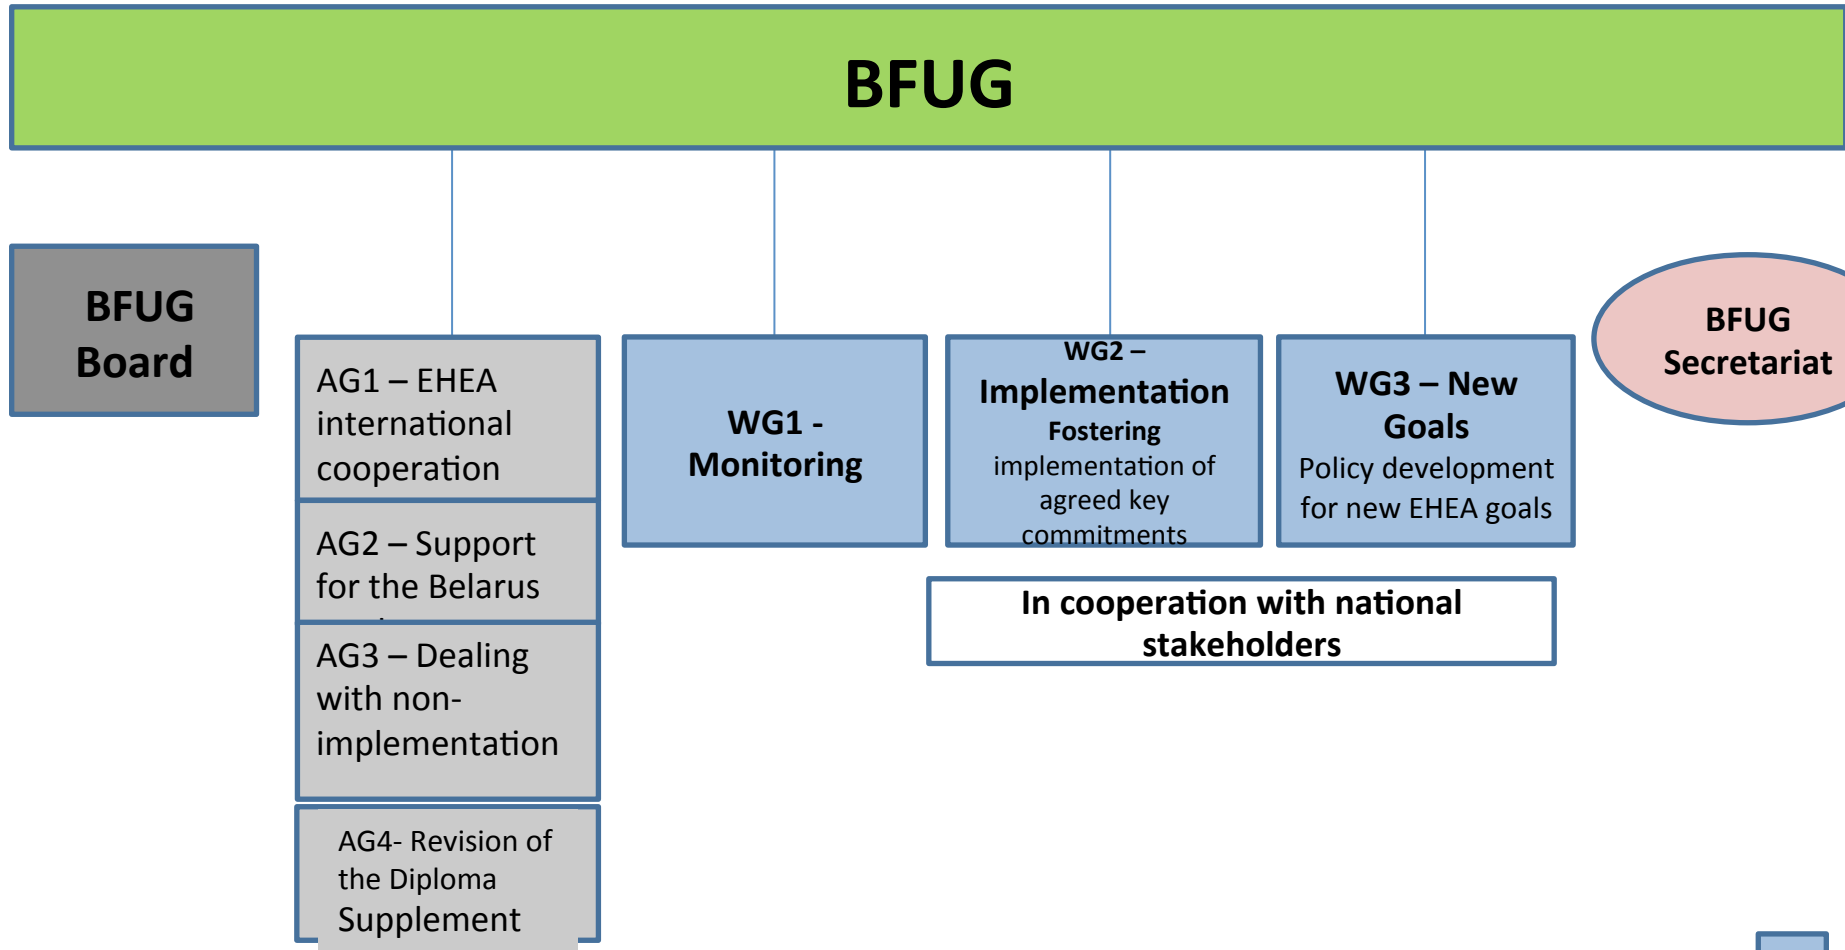 BFUG
BFUG
Board
AG1 – EHEA
international
cooperation
AG2 – Support
for the Belarus
AG3 – Dealing
with non-
implementation
AG4- Revision of
the Diploma
Supplement
WG1 -
Monitoring
WG2 –
Implementation
Fostering
implementation of
agreed key
commitments
WG3 – New
Goals
Policy development
for new EHEA goals
In cooperation with national
stakeholders
BFUG
Secretariat